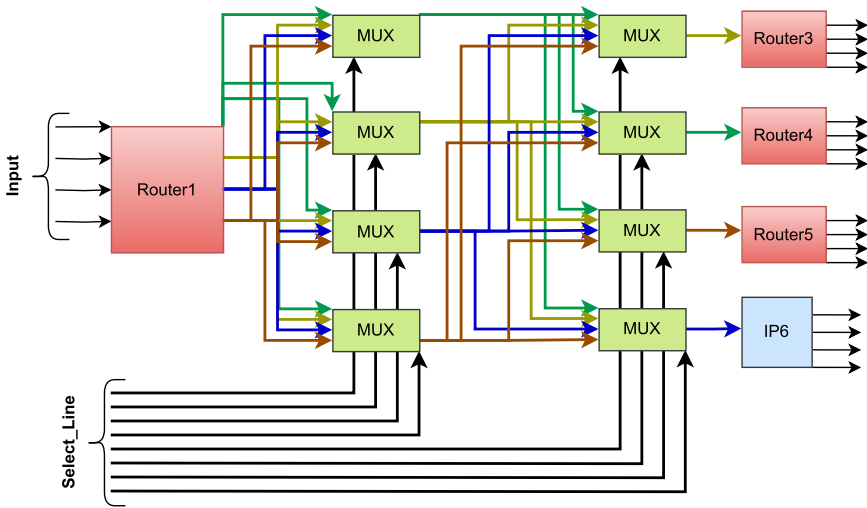 MUX
MUX
Router3
MUX
MUX
Router4
Input
Router1
MUX
MUX
Router5
MUX
MUX
IP6
Select_Line